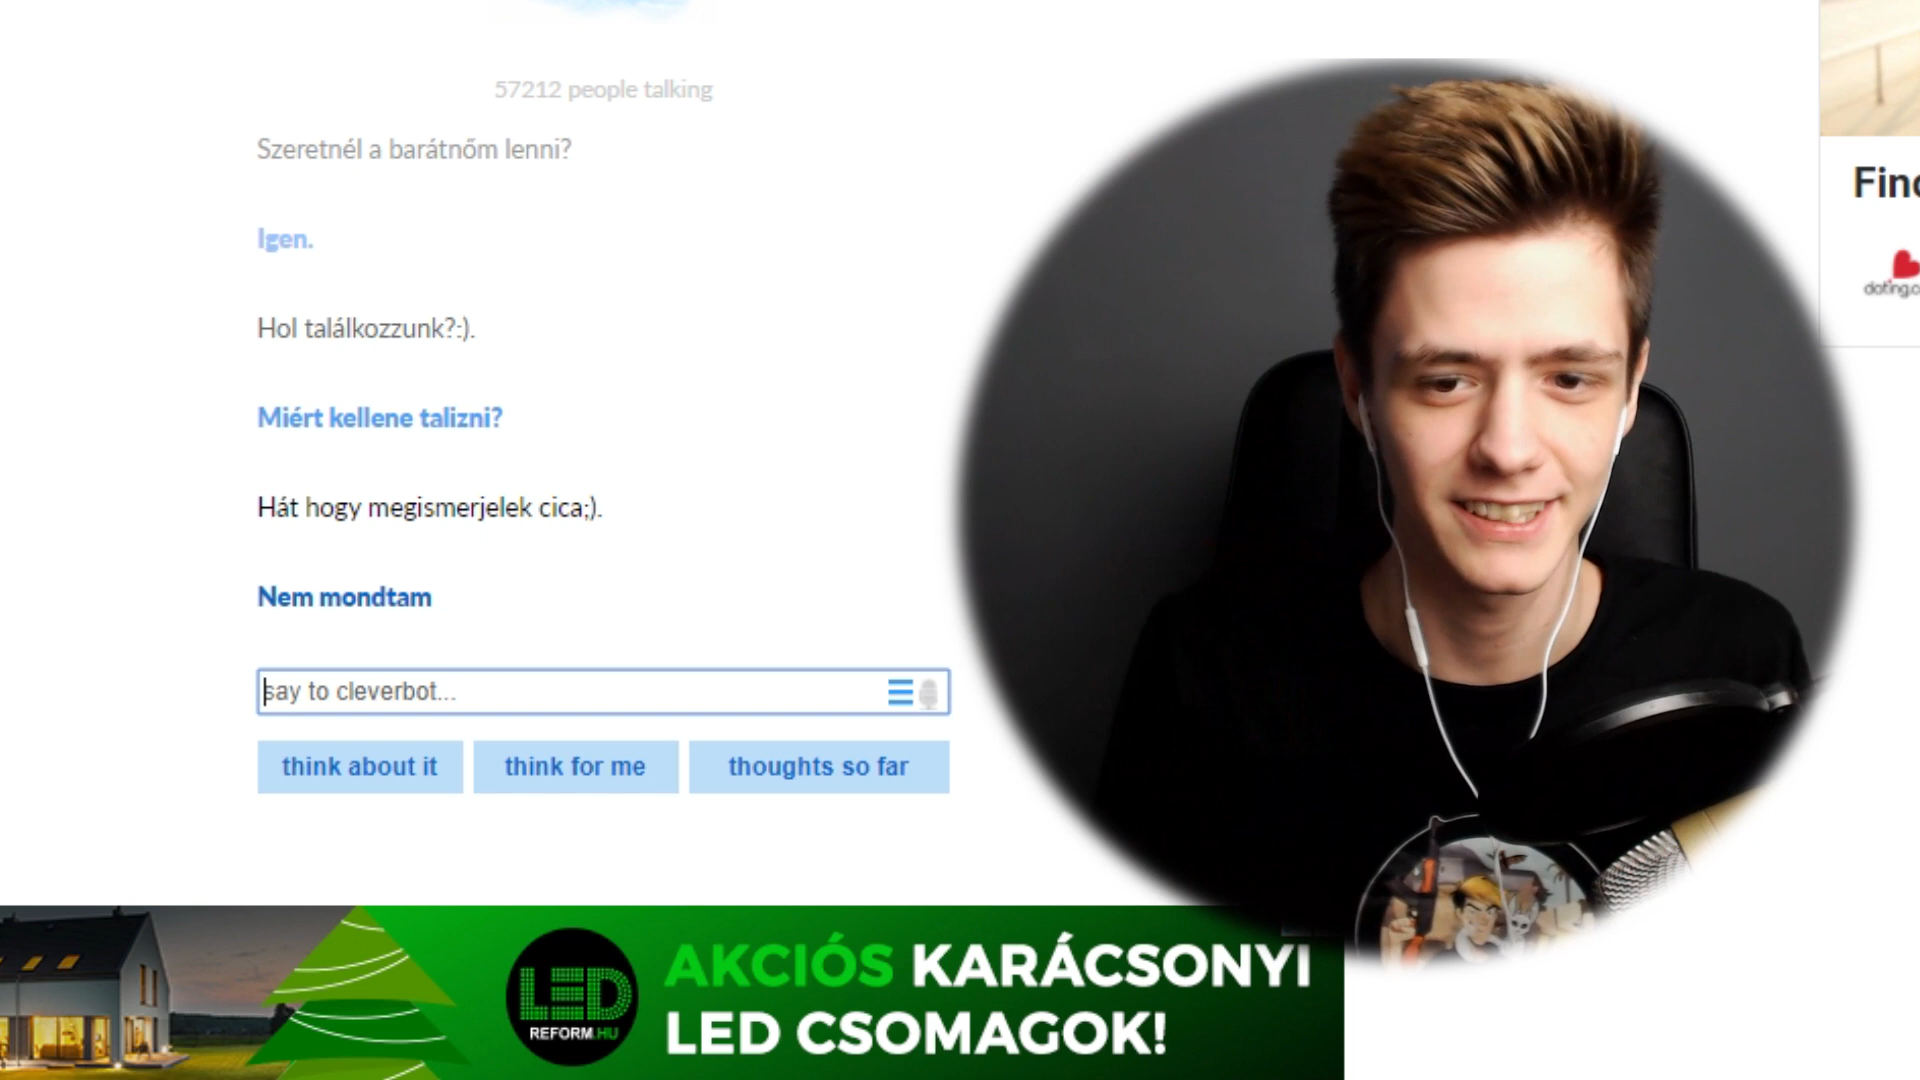 57212 people talking
Szeretnél a barátnőm lenni?
Igen.
Hol találkozzunk?:).
Miért kellene talizni?
Hát hogy megismerjelek cica;).
Nem mondtam
say to cleverbot...
think about it
think for me
thoughts so far
LED
REFORM.HU
AKCIÓS KARÁCSONYI
LED CSOMAGOK!